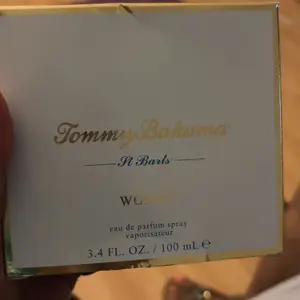 Tommy Bahama
St Barts
eau de parfum spray
vaporisateur
3.4 FL. OZ. / 100 mL ℮